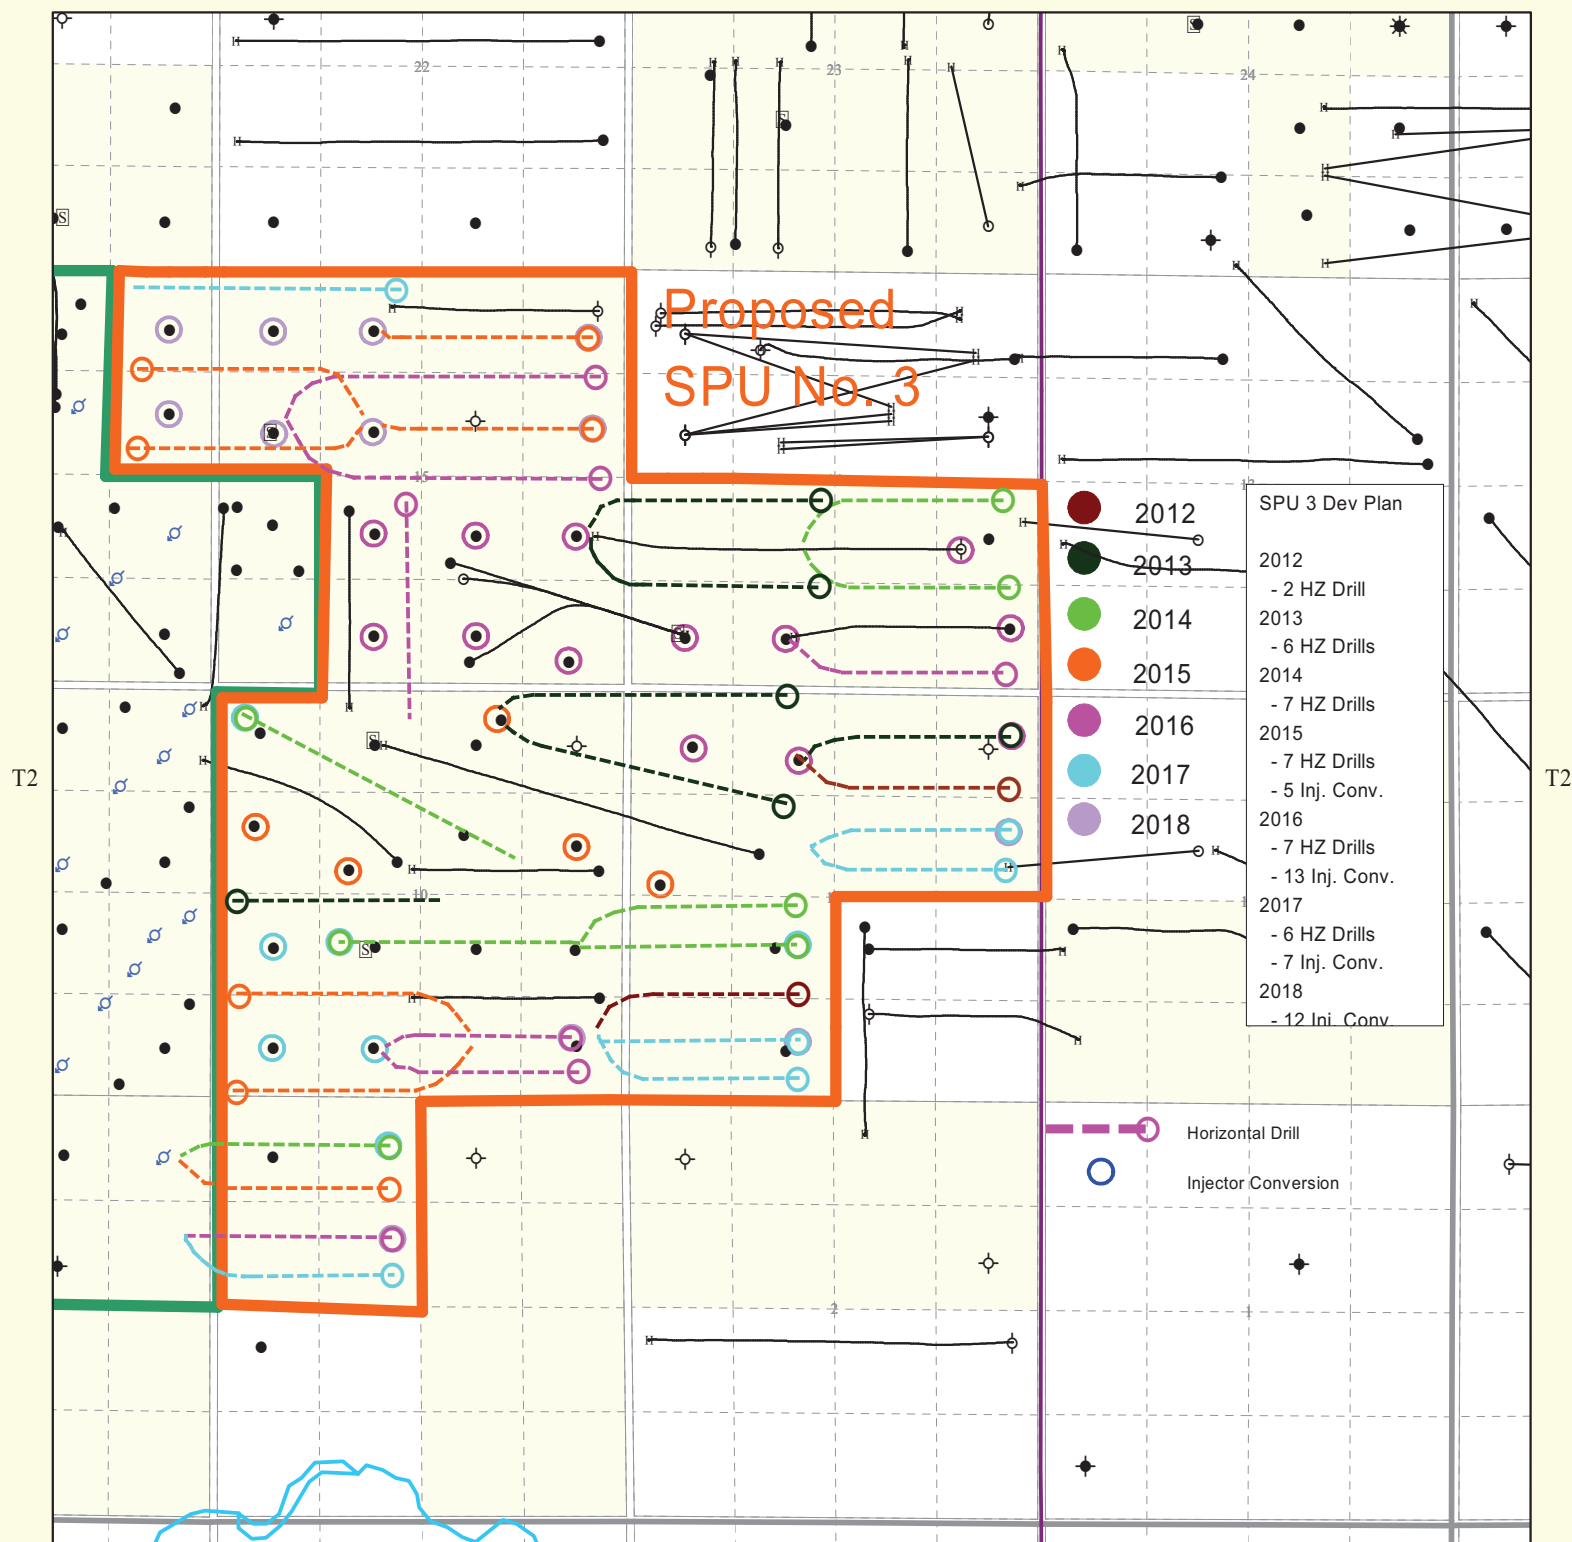 22
23
24
S
S
S
Proposed
SPU No. 3
S
15
13
SPU 3 Dev Plan
2012
2012
2013
- 2 HZ Drill
2013
2014
- 6 HZ Drills
2014
2015
- 7 HZ Drills
2016
2015
2017
- 7 HZ Drills
T2
T2
- 5 Inj. Conv.
2018
2016
- 7 HZ Drills
- 13 Inj. Conv.
2017
- 6 HZ Drills
- 7 Inj. Conv.
2018
- 12 Inj. Conv.
S
S
10
S
Horizontal Drill
Injector Conversion
2
1